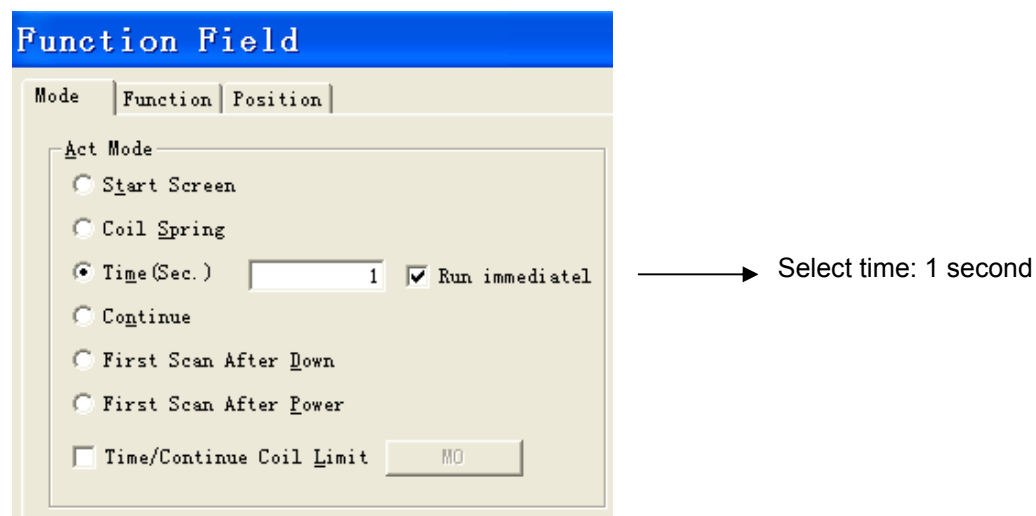 Function Field
Mode Function Position
Act Mode
Start Screen
Coil Spring
Time(Sec.) 1 Run immediatel Select time: 1 second
Continue
First Scan After Down
First Scan After Power
Time/Continue Coil Limit M0